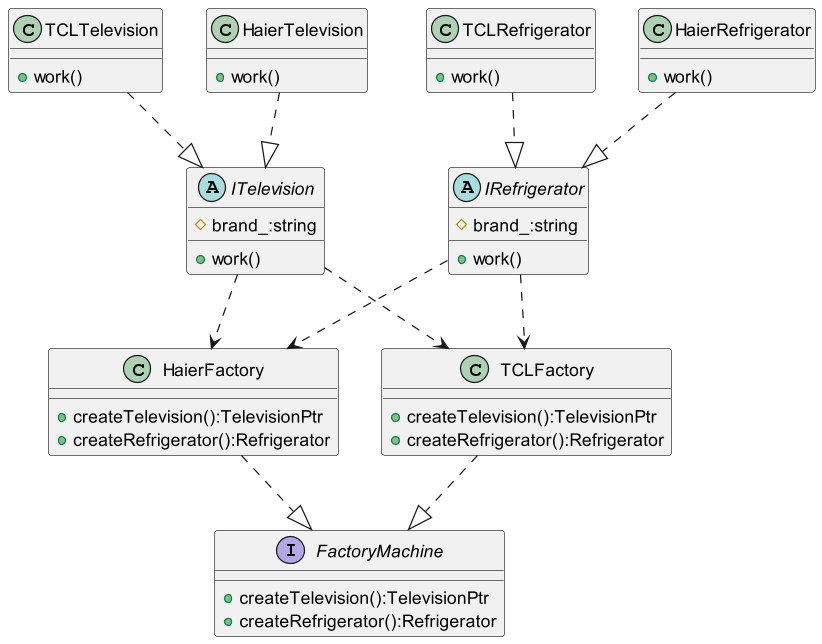 C TCLTelevision
+ work()
C HaierTelevision
+ work()
C TCLRefrigerator
+ work()
C HaierRefrigerator
+ work()
A ITelevision
brand_:string
work()
A IRefrigerator
brand_:string
work()
C HaierFactory
createTelevision():TelevisionPtr
createRefrigerator():Refrigerator
C TCLFactory
createTelevision():TelevisionPtr
createRefrigerator():Refrigerator
I FactoryMachine
createTelevision():TelevisionPtr
createRefrigerator():Refrigerator